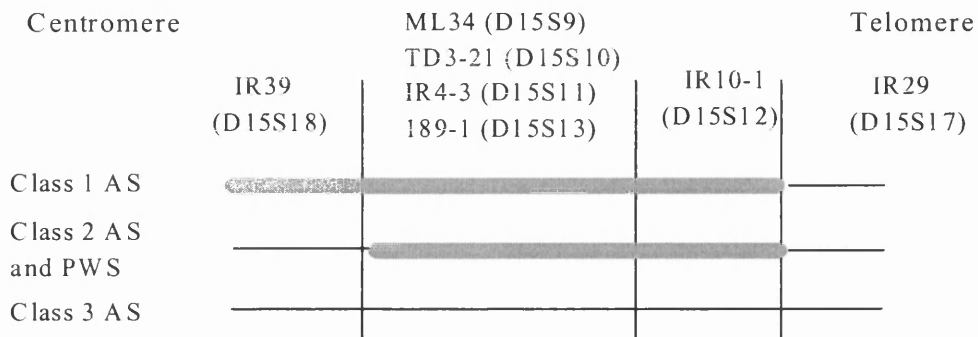 Centromere
ML34 (D15S9)
TD3-21 (D15S10)
IR4-3 (D15S11)
189-1 (D15S13)
Telomere
IR39
(D15S18)
IR10-1
(D15S12)
IR29
(D15S17)
Class 1 AS
Class 2 AS
and PWS
Class 3 AS